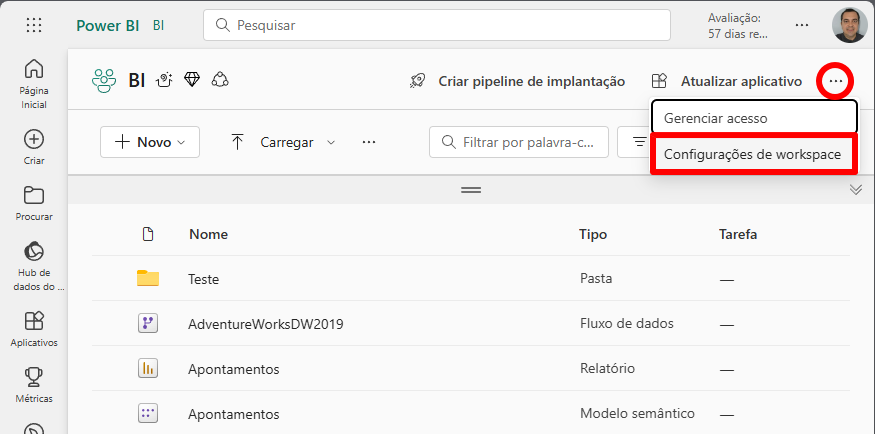 Power BI BI Pesquisar Avaliação:
57 dias re...
BI Criar pipeline de implantação Atualizar aplicativo
Gerenciar acesso
Configurações de workspace
Novo Carregar Filtrar por palavra-c...
Página
Inicial
Criar
Procurar
Hub de
dados do ...
Aplicativos
Métricas
Nome Tipo Tarefa
Teste Pasta —
AdventureWorksDW2019 Fluxo de dados —
Apontamentos Relatório —
Apontamentos Modelo semântico —